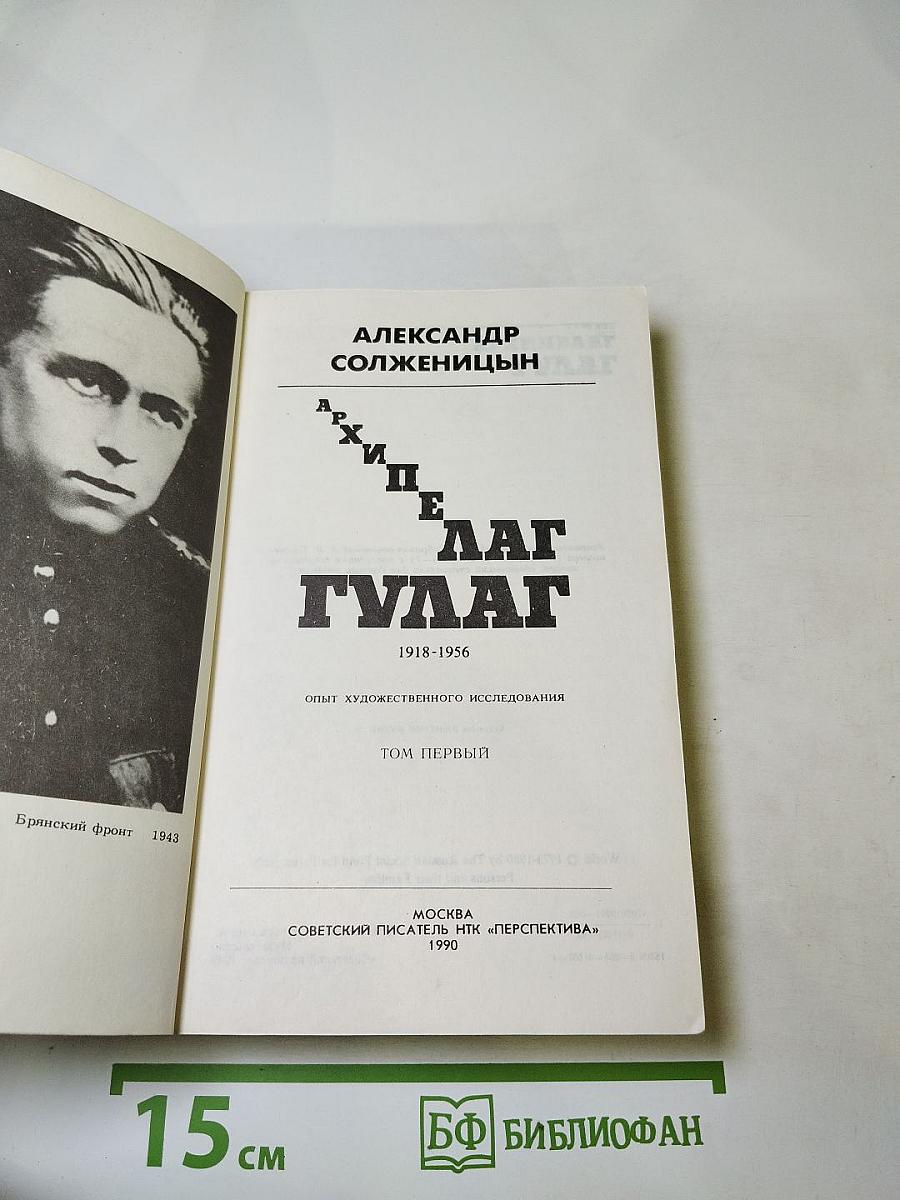 АЛЕКСАНДР
СОЛЖЕНИЦЫН
АРХИПЕЛАГ
ГУЛАГ
1918-1956
ОПЫТ ХУДОЖЕСТВЕННОГО ИССЛЕДОВАНИЯ
ТОМ ПЕРВЫЙ
Брянский фронт 1943
МОСКВА
СОВЕТСКИЙ ПИСАТЕЛЬ НТК «ПЕРСПЕКТИВА»
1990
15 см
БФ БИБЛИОФАН